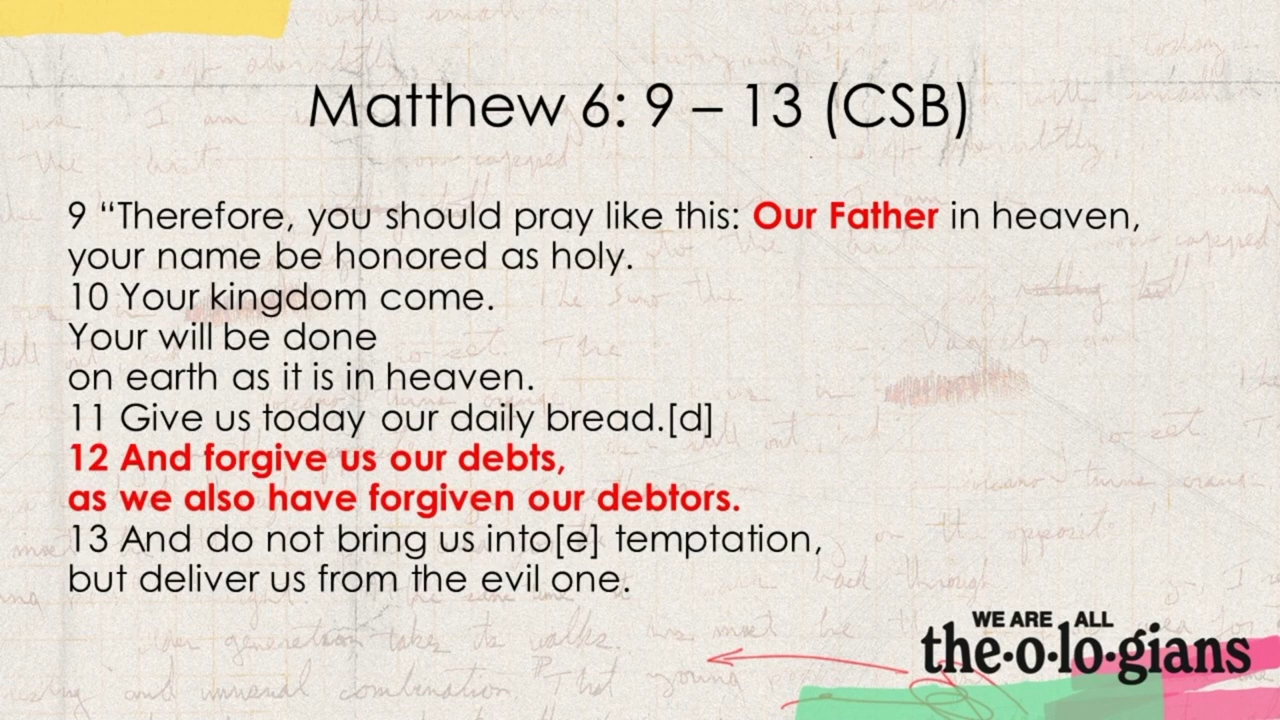 Matthew 6: 9 – 13 (CSB)
9 “Therefore, you should pray like this: Our Father in heaven,
your name be honored as holy.
10 Your kingdom come.
Your will be done
on earth as it is in heaven.
11 Give us today our daily bread.[d]
12 And forgive us our debts,
as we also have forgiven our debtors.
13 And do not bring us into[e] temptation,
but deliver us from the evil one.
WE ARE ALL
the·o·lo·gians